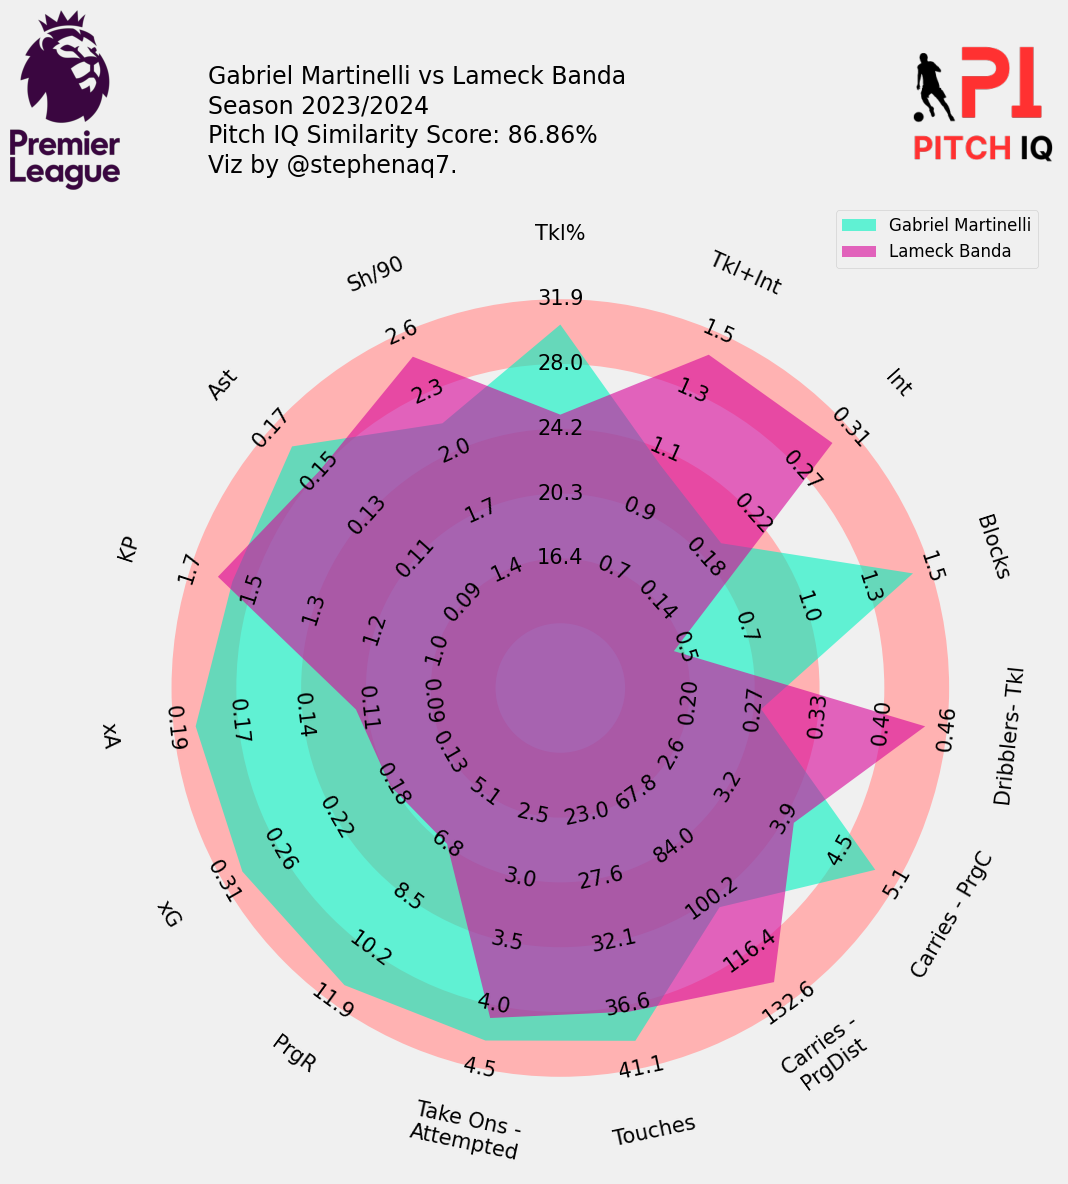 Premier
League
Gabriel Martinelli vs Lameck Banda
Season 2023/2024
Pitch IQ Similarity Score: 86.86%
Viz by @stephenaq7.
PI
PITCH IQ
Gabriel Martinelli
Lameck Banda
Tkl%
16.4
20.3
24.2
28.0
31.9
Tkl+Int
0.7
0.9
1.1
1.3
1.5
Int
0.14
0.18
0.22
0.27
0.31
Blocks
0.5
0.7
1.0
1.3
1.5
Dribblers- Tkl
0.20
0.27
0.33
0.40
0.46
Carries - PrgC
2.6
3.2
3.9
4.5
5.1
Carries -
PrgDist
67.8
84.0
100.2
116.4
132.6
Touches
23.0
27.6
32.1
36.6
41.1
Take Ons -
Attempted
2.5
3.0
3.5
4.0
4.5
PrgR
5.1
6.8
8.5
10.2
11.9
xG
0.13
0.18
0.22
0.26
0.31
xA
0.09
0.11
0.14
0.17
0.19
KP
1.0
1.2
1.3
1.5
1.7
Ast
0.09
0.11
0.13
0.15
0.17
Sh/90
1.4
1.7
2.0
2.3
2.6